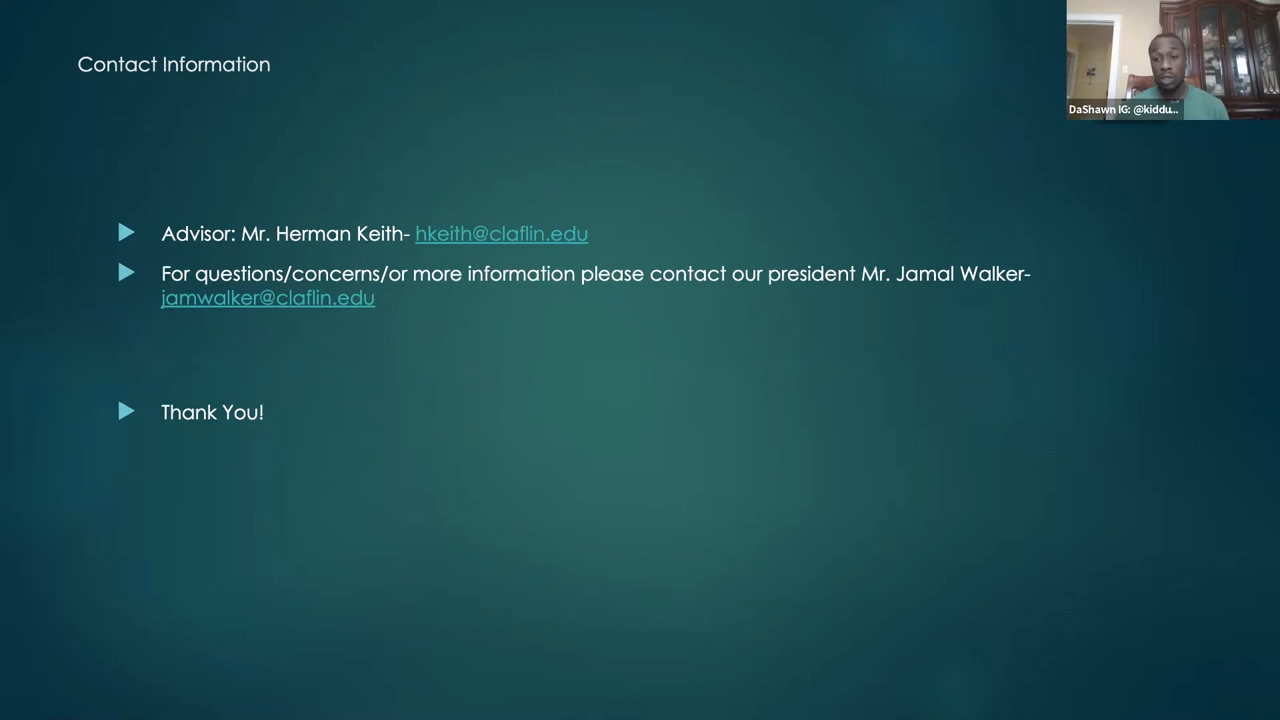 Contact Information
DaShawn IG: @kiddu...
Advisor: Mr. Herman Keith- hkeith@claflin.edu
For questions/concerns/or more information please contact our president Mr. Jamal Walker-
jamwalker@claflin.edu
Thank You!